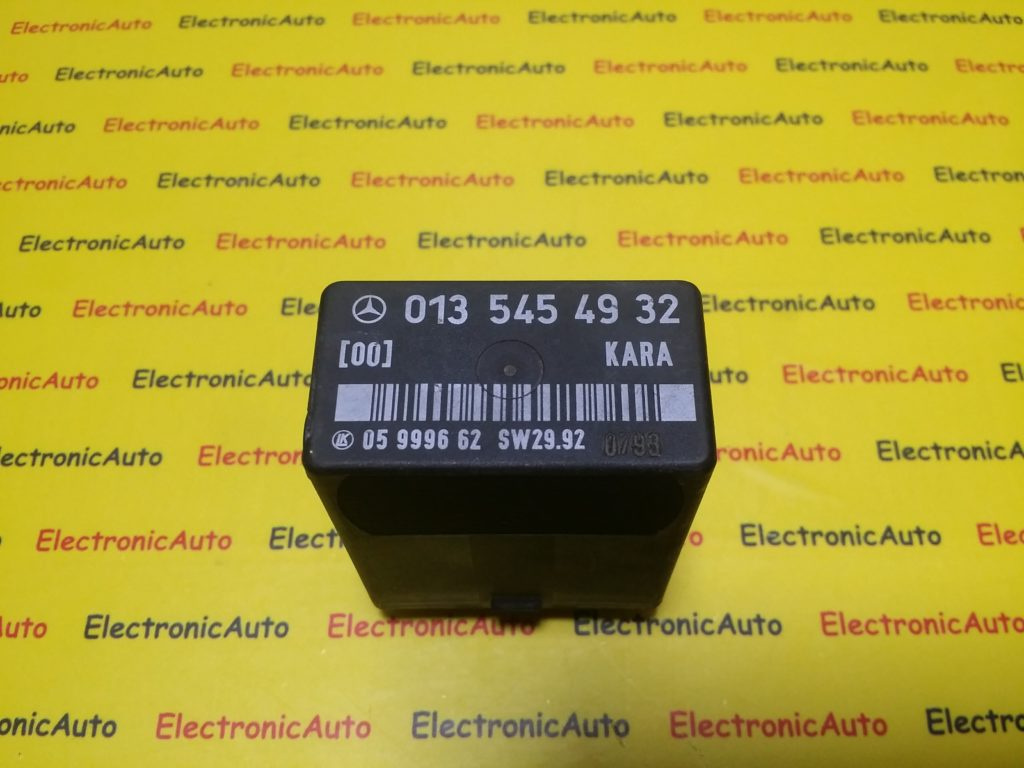 ElectronicAuto ElectronicAuto ElectronicAuto ElectronicAuto ElectronicAuto ElectronicAuto
ElectronicAuto ElectronicAuto ElectronicAuto ElectronicAuto ElectronicAuto
ElectronicAuto ElectronicAuto ElectronicAuto ElectronicAuto ElectronicAuto
ElectronicAuto ElectronicAuto ElectronicAuto ElectronicAuto
ElectronicAuto ElectronicAuto ElectronicAuto ElectronicAuto ElectronicAuto
ElectronicAuto
013 545 49 32
[00] KARA
LK 05 9996 62 SW29.92
ElectronicAuto ElectronicAuto
ElectronicAuto ElectronicAuto
ElectronicAuto ElectronicAuto
ElectronicAuto ElectronicAuto ElectronicAuto
ElectronicAuto ElectronicAuto ElectronicAuto